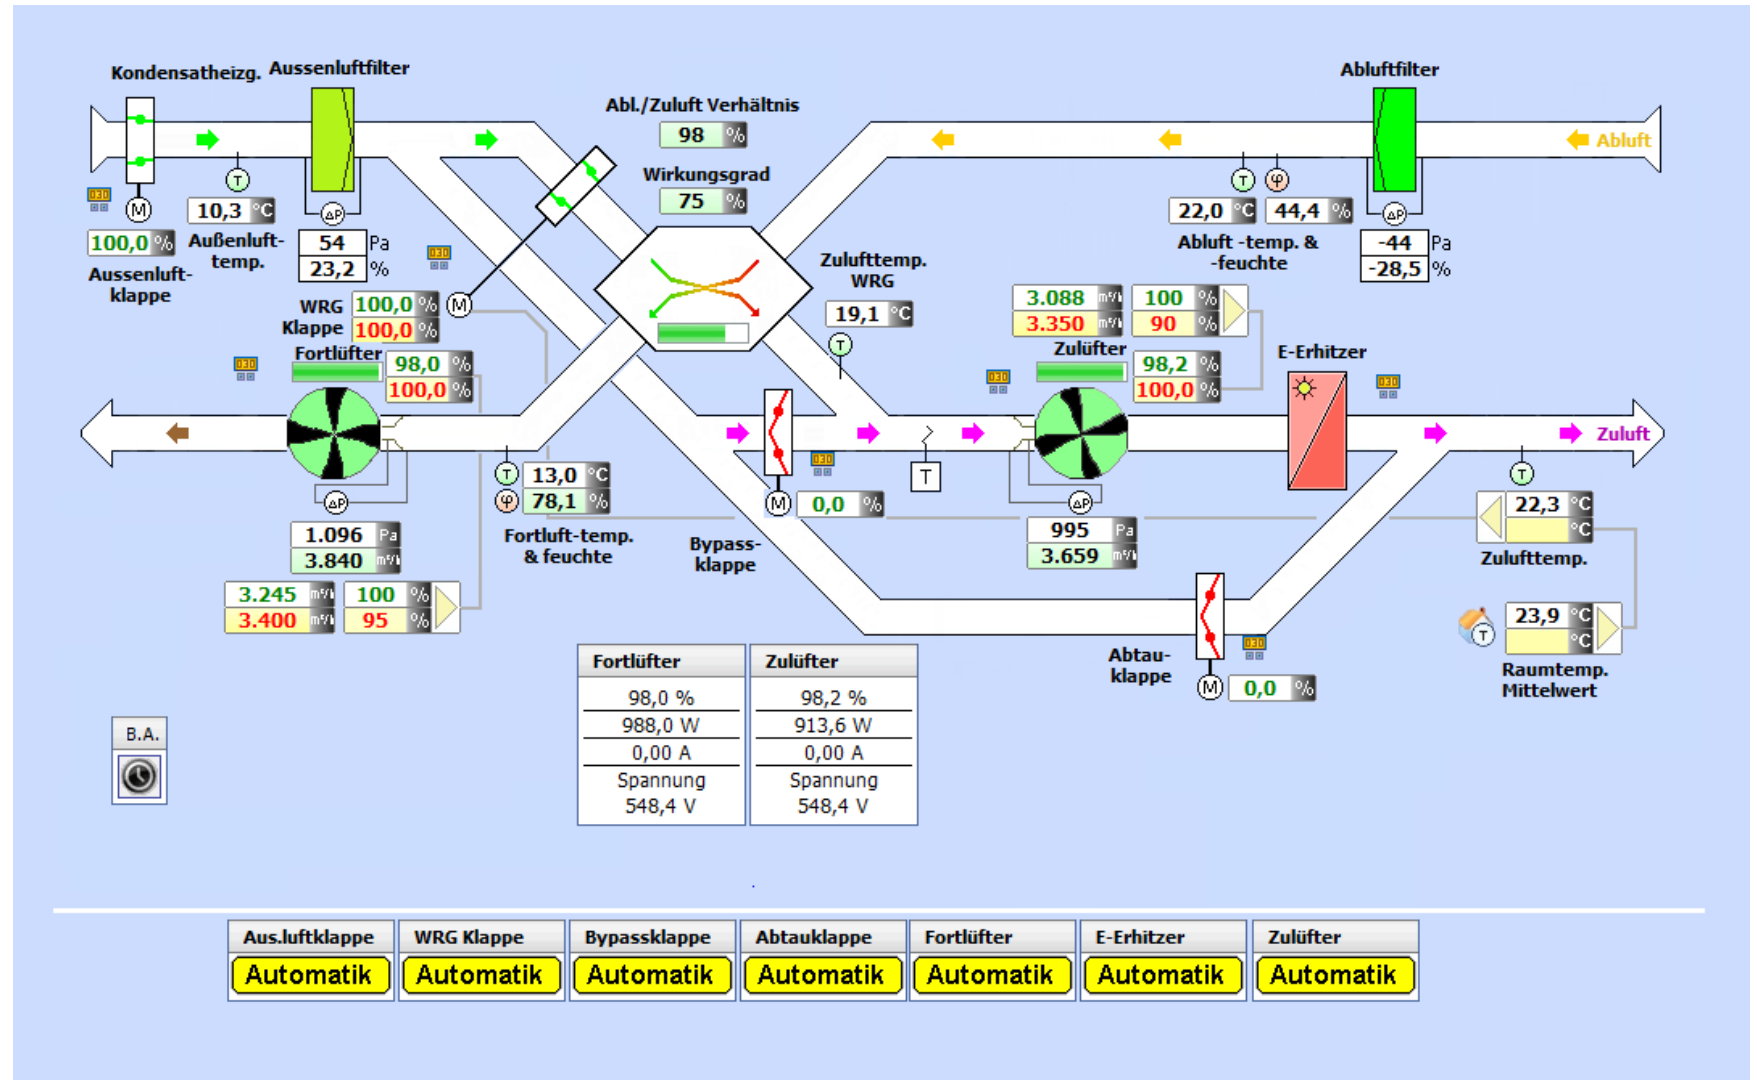 Kondensatheizg. Aussenluftfilter
Abluftfilter
Abl./Zuluft Verhältnis
98 %
Wirkungsgrad
75 %
Abluft
T
T φ
M
10,3 °C
ΔP
22,0 °C 44,4 %
ΔP
100,0 %
Außenluft-
temp.
54 Pa
23,2 %
Abluft -temp. &
-feuchte
-44 Pa
-28,5 %
Aussenluft-
klappe
Zulufttemp.
WRG
19,1 °C
T
WRG
Klappe
100,0 %
100,0 %
M
3.088 100 %
3.350 90 %
Fortlüfter
98,0 %
100,0 %
Zulüfter
98,2 %
100,0 %
E-Erhitzer
Zuluft
T 13,0 °C
φ 78,1 %
Fortluft-temp.
& feuchte
ΔP
1.096 Pa
3.840
3.245 100 %
3.400 95 %
M 0,0 %
Bypass-
klappe
T
ΔP
995 Pa
3.659
T
22,3 °C
°C
Zulufttemp.
T
23,9 °C
°C
Raumtemp.
Mittelwert
Abtau-
klappe
M 0,0 %
Fortlüfter
98,0 %
988,0 W
0,00 A
Spannung
548,4 V
Zulüfter
98,2 %
913,6 W
0,00 A
Spannung
548,4 V
B.A.
Aus.luftklappe WRG Klappe Bypassklappe Abtauklappe Fortlüfter E-Erhitzer Zulüfter
Automatik Automatik Automatik Automatik Automatik Automatik Automatik